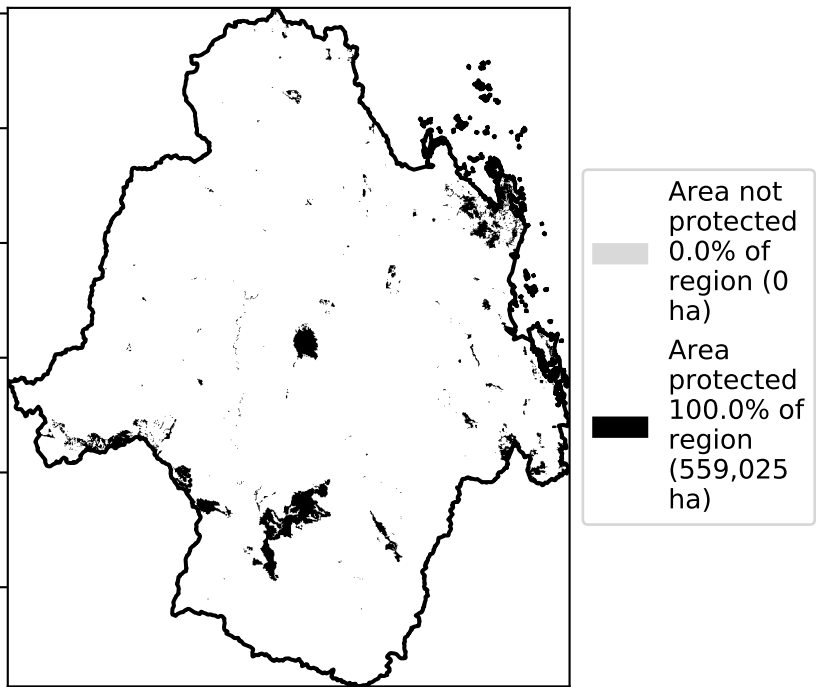 Area not
protected
0.0% of
region (0
ha)
Area
protected
100.0% of
region
(559,025
ha)